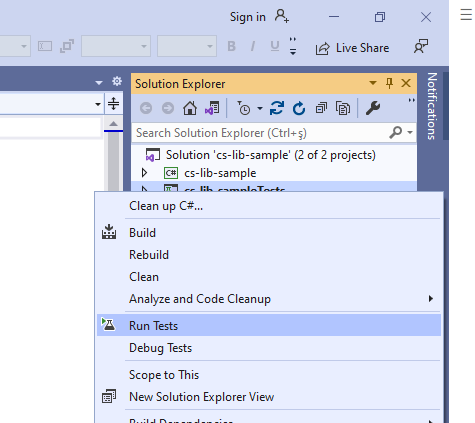 Sign in
B I U
Live Share
Solution Explorer
Notifications
Search Solution Explorer (Ctrl+ş)
Solution 'cs-lib-sample' (2 of 2 projects)
C# cs-lib-sample
cs-lib-sampleTests
Clean up C#...
Build
Rebuild
Clean
Analyze and Code Cleanup
Run Tests
Debug Tests
Scope to This
New Solution Explorer View
Build Dependencies